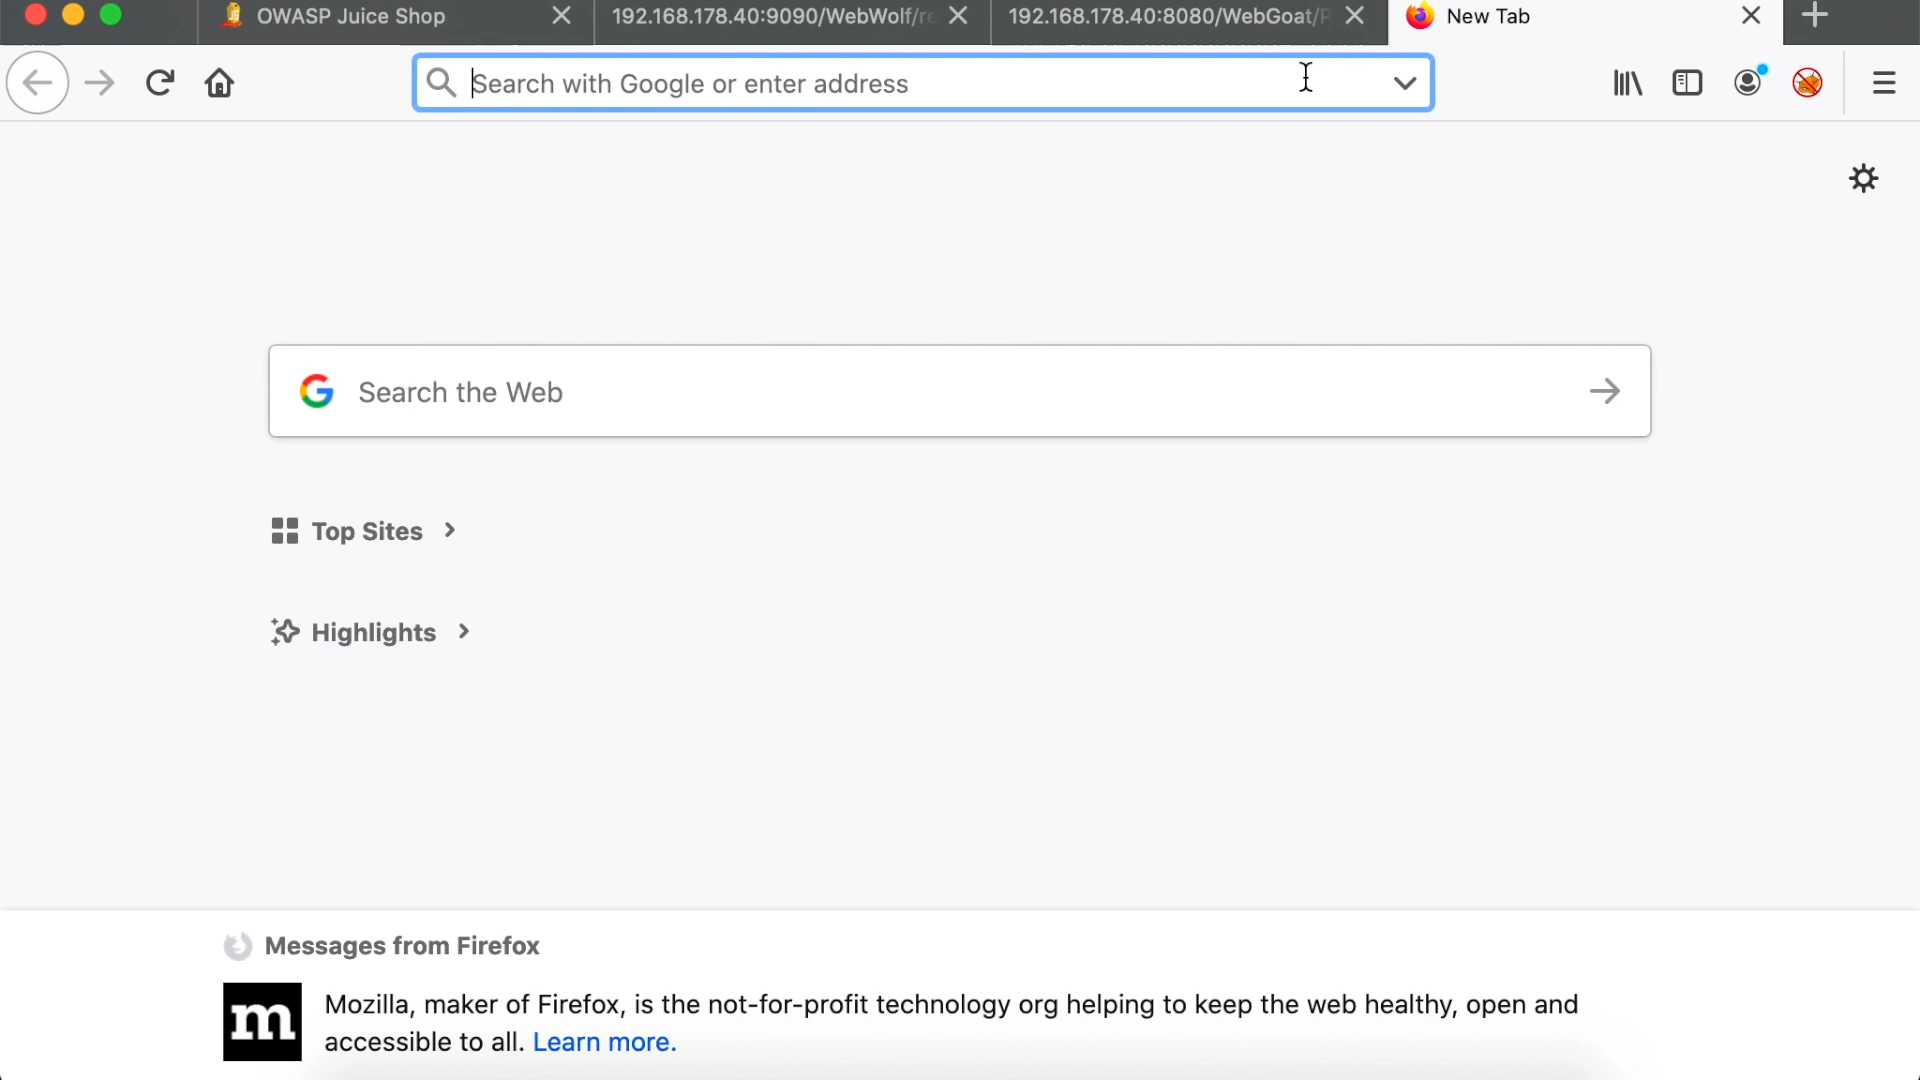 OWASP Juice Shop
192.168.178.40:9090/WebWolf/re
192.168.178.40:8080/WebGoat/P
New Tab
Search with Google or enter address
Search the Web
Top Sites
Highlights
Messages from Firefox
m
Mozilla, maker of Firefox, is the not-for-profit technology org helping to keep the web healthy, open and
accessible to all. Learn more.